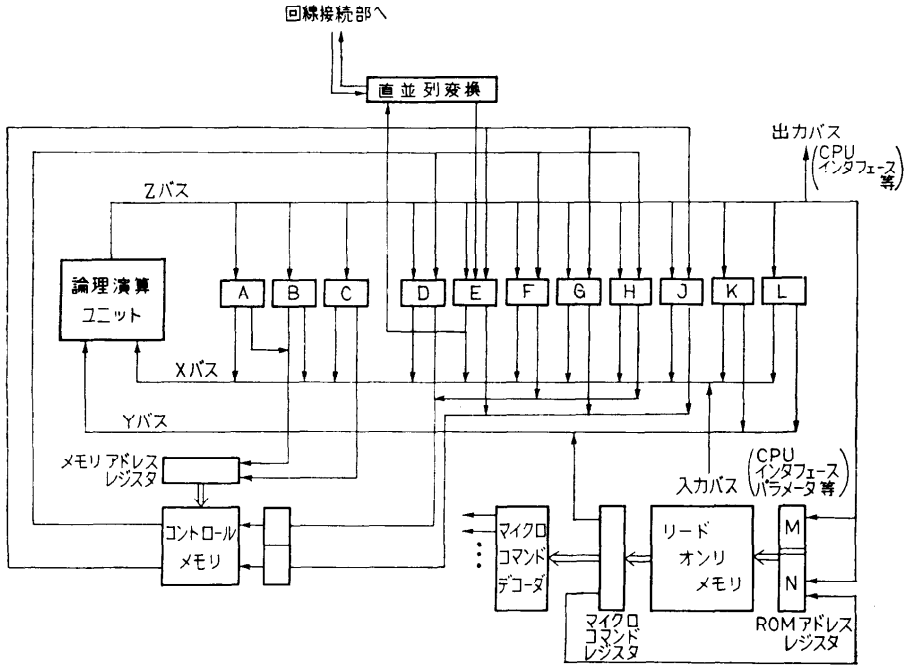 回線接続部へ
直並列変換
出力バス
(CPU
インタフェース
等)
Zバス
論理演算
ユニット
A B C D E F G H J K L
Xバス
Yバス
メモリアドレス
レジスタ
入力バス
(CPU
インタフェース
パラメータ等)
コントロール
メモリ
マイクロ
コマンド
デコーダ
リード
オンリ
メモリ
M
N
マイクロ
コマンド
レジスタ
ROMアドレス
レジスタ